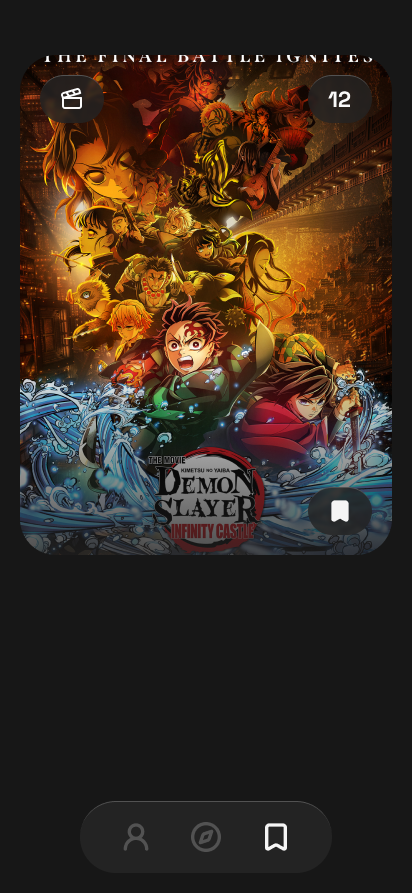 THE FINAL BATTLE IGNITES
12
THE MOVIE
KIMETSU NO YAIBA
DEMON
SLAYER
INFINITY CASTLE